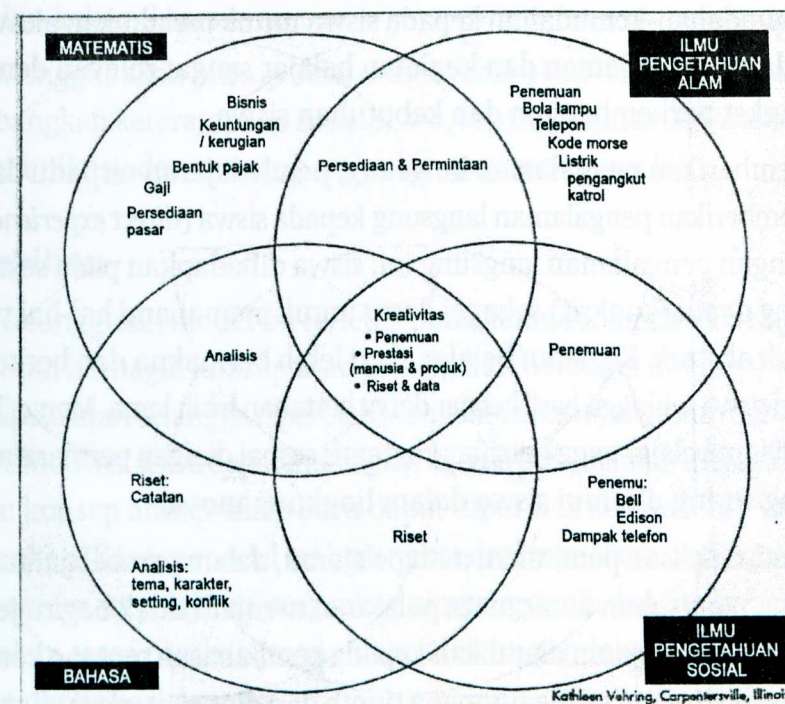 MATEMATIS
Bisnis
Keuntungan
/ kerugian
Bentuk pajak
Gaji
Persediaan
pasar
Persediaan & Permintaan
ILMU
PENGETAHUAN
ALAM
Penemuan
Bola lampu
Telepon
Kode morse
Listrik
pengangkut
katrol
Analisis
Kreativitas
• Penemuan
• Prestasi
(manusia & produk)
• Riset & data
Penemuan
Riset:
Catatan
Analisis:
tema, karakter,
setting, konflik
BAHASA
Riset
Penemu:
Bell
Edison
Dampak telefon
ILMU
PENGETAHUAN
SOSIAL
Kathleen Vehring, Carpentersville, Illinois